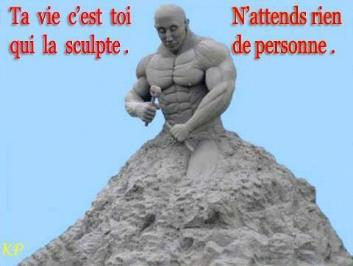 Ta vie c'est toi
qui la sculpte.
N'attends rien
de personne.
KP